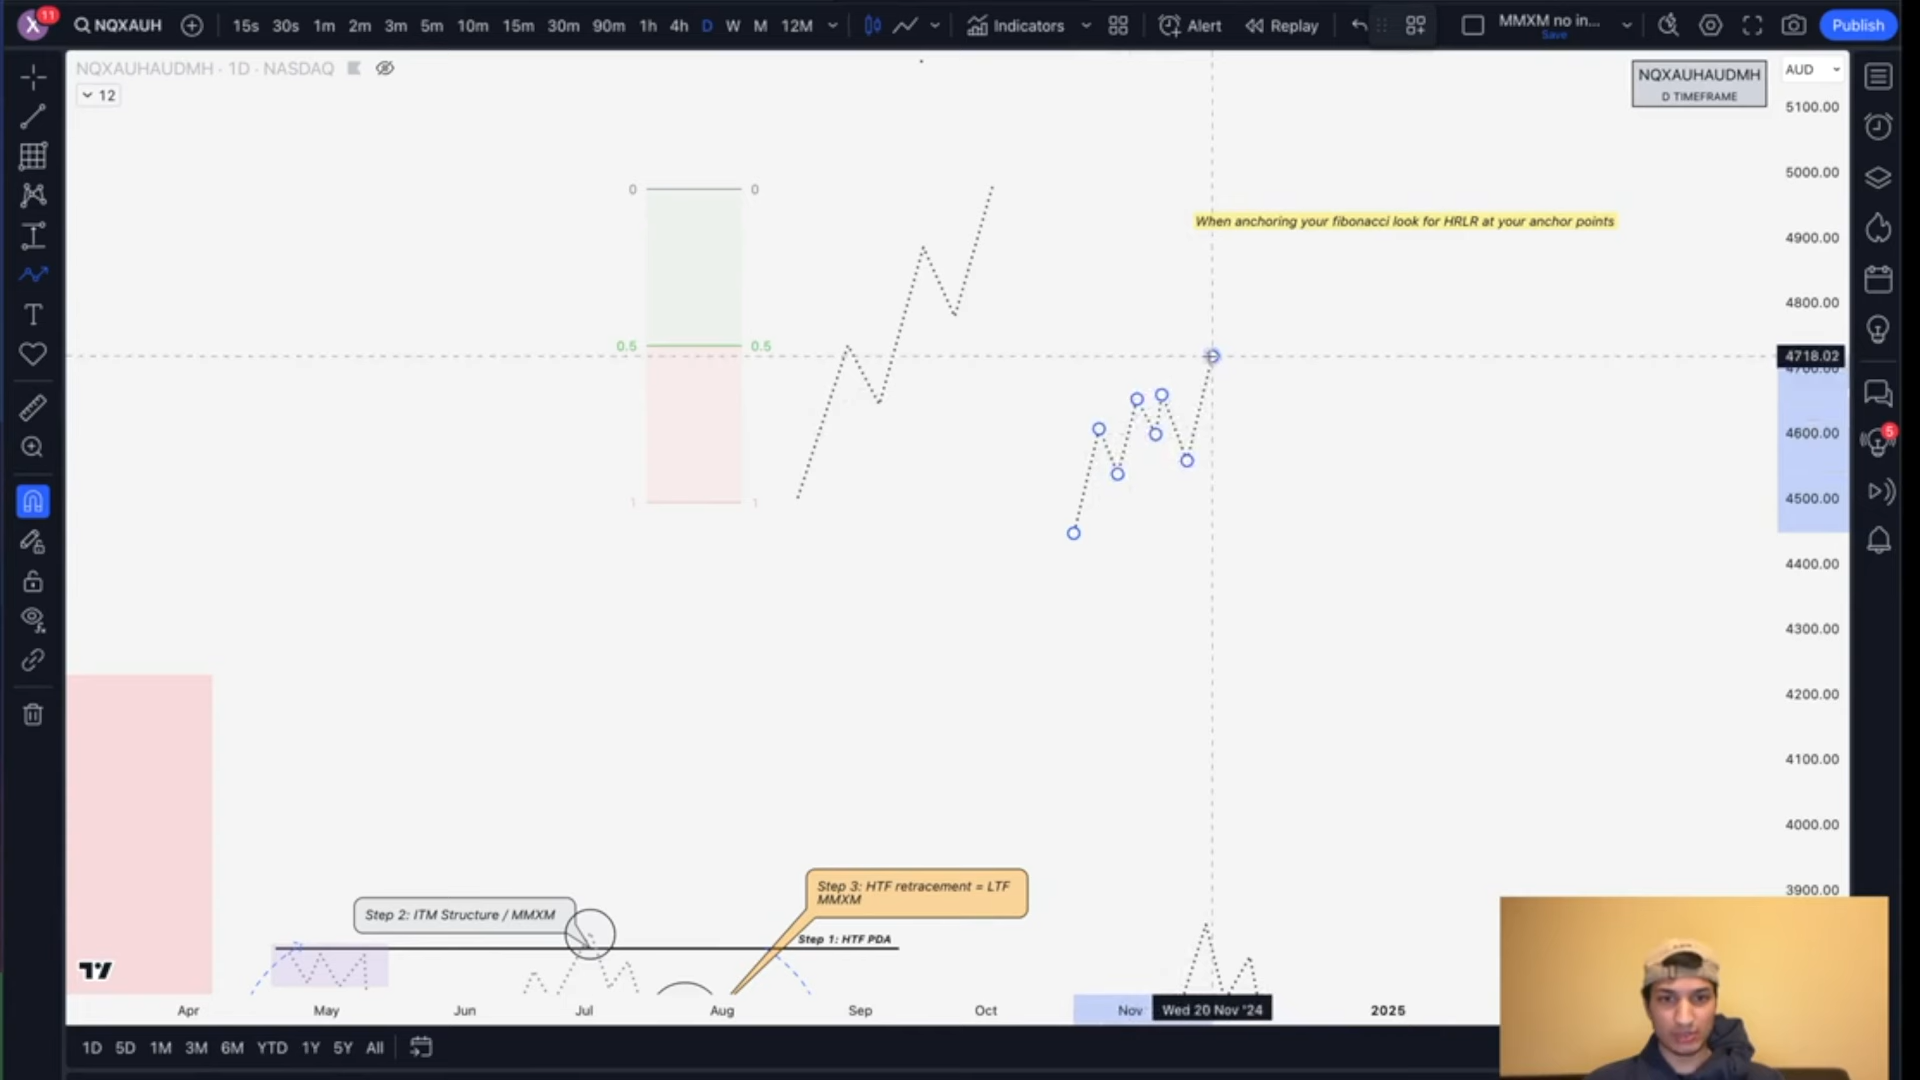 X 11 NQXAUH 15s 30s 1m 2m 3m 5m 10m 15m 30m 90m 1h 4h D W M 12M Indicators Alert Replay MMXM no in... Save Publish
NQXAUHAUDMH · 1D · NASDAQ
12
NQXAUHAUDMH
D TIMEFRAME
AUD
5100.00
5000.00
4900.00
4800.00
4718.02
4700.00
4600.00
4500.00
4400.00
4300.00
4200.00
4100.00
4000.00
3900.00
5
0 0
0.5 0.5
1 1
When anchoring your fibonacci look for HRLR at your anchor points
Step 2: ITM Structure / MMXM
Step 3: HTF retracement = LTF
MMXM
Step 1: HTF PDA
Apr May Jun Jul Aug Sep Oct Nov Wed 20 Nov '24 2025
1D 5D 1M 3M 6M YTD 1Y 5Y All